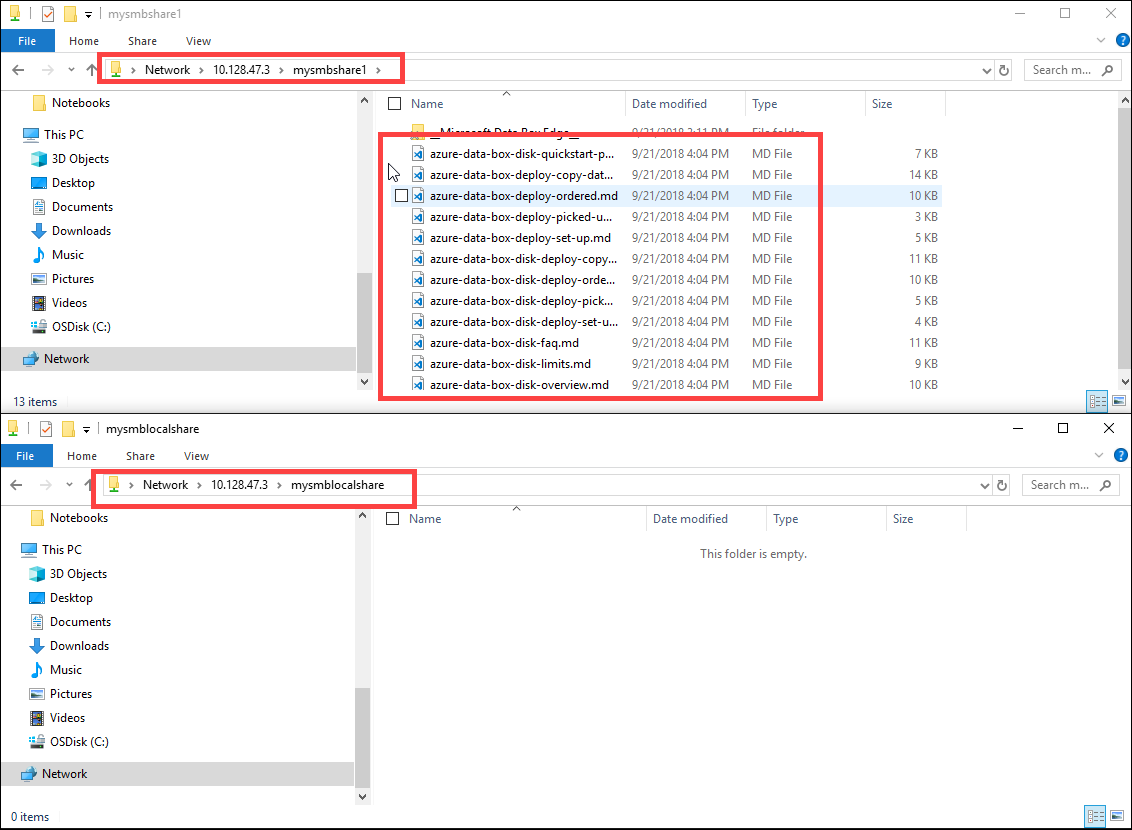 mysmbshare1
File Home Share View
Network 10.128.47.3 mysmbshare1 Search m...
Notebooks
This PC
3D Objects
Desktop
Documents
Downloads
Music
Pictures
Videos
OSDisk (C:)
Network
Name Date modified Type Size
__Microsoft Data Box Edge__ 9/21/2018 3:11 PM File folder
azure-data-box-disk-quickstart-p... 9/21/2018 4:04 PM MD File 7 KB
azure-data-box-deploy-copy-dat... 9/21/2018 4:04 PM MD File 14 KB
azure-data-box-deploy-ordered.md 9/21/2018 4:04 PM MD File 10 KB
azure-data-box-deploy-picked-u... 9/21/2018 4:04 PM MD File 3 KB
azure-data-box-deploy-set-up.md 9/21/2018 4:04 PM MD File 5 KB
azure-data-box-disk-deploy-copy... 9/21/2018 4:04 PM MD File 11 KB
azure-data-box-disk-deploy-orde... 9/21/2018 4:04 PM MD File 10 KB
azure-data-box-disk-deploy-pick... 9/21/2018 4:04 PM MD File 5 KB
azure-data-box-disk-deploy-set-u... 9/21/2018 4:04 PM MD File 4 KB
azure-data-box-disk-faq.md 9/21/2018 4:04 PM MD File 11 KB
azure-data-box-disk-limits.md 9/21/2018 4:04 PM MD File 9 KB
azure-data-box-disk-overview.md 9/21/2018 4:04 PM MD File 10 KB
13 items
mysmblocalshare
File Home Share View
Network 10.128.47.3 mysmblocalshare Search m...
Notebooks
This PC
3D Objects
Desktop
Documents
Downloads
Music
Pictures
Videos
OSDisk (C:)
Network
Name Date modified Type Size
This folder is empty.
0 items